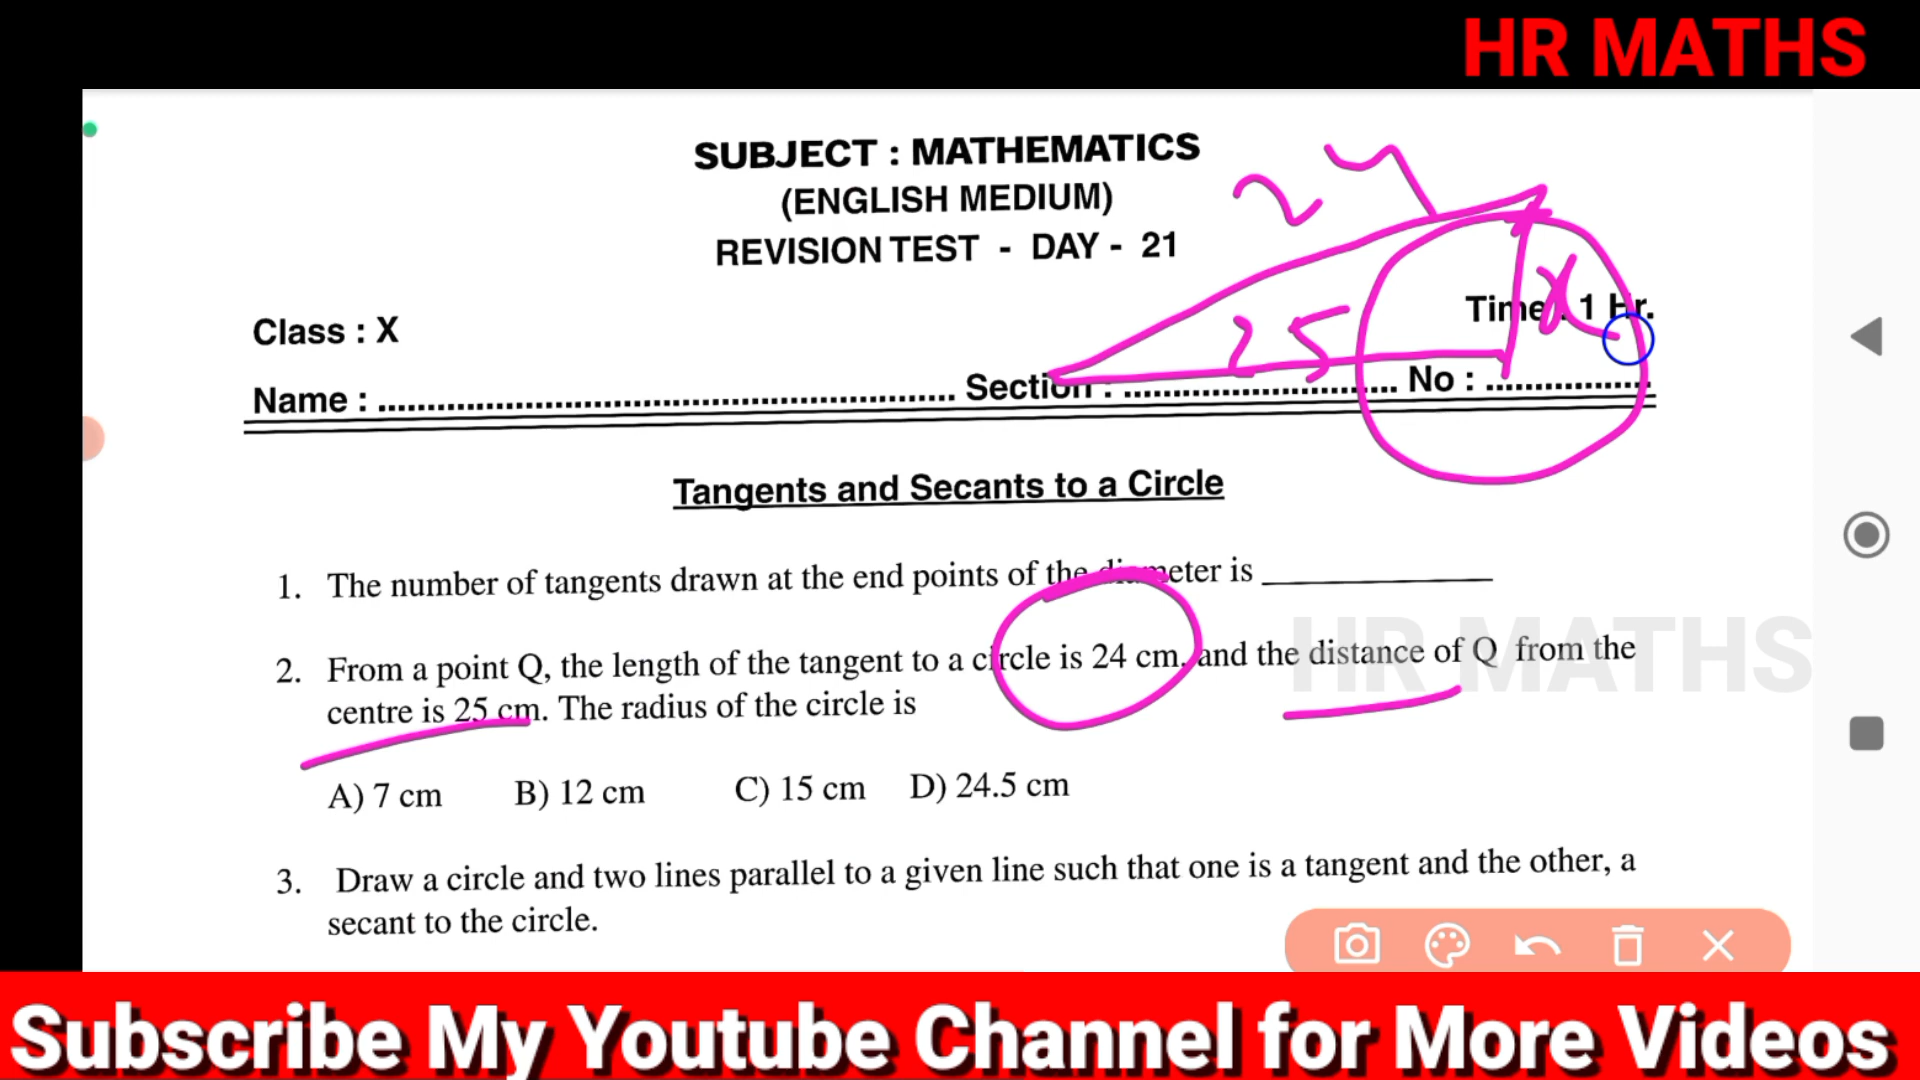 HR MATHS
SUBJECT : MATHEMATICS
(ENGLISH MEDIUM)
REVISION TEST - DAY - 21
24
25
x
Class : X Time : 1 Hr.
Name : ............................................................ Section : ............................ No : .................
Tangents and Secants to a Circle
1. The number of tangents drawn at the end points of the diameter is ______________
HR MATHS
2. From a point Q, the length of the tangent to a circle is 24 cm. and the distance of Q from the
centre is 25 cm. The radius of the circle is
A) 7 cm B) 12 cm C) 15 cm D) 24.5 cm
3. Draw a circle and two lines parallel to a given line such that one is a tangent and the other, a
secant to the circle.
Subscribe My Youtube Channel for More Videos